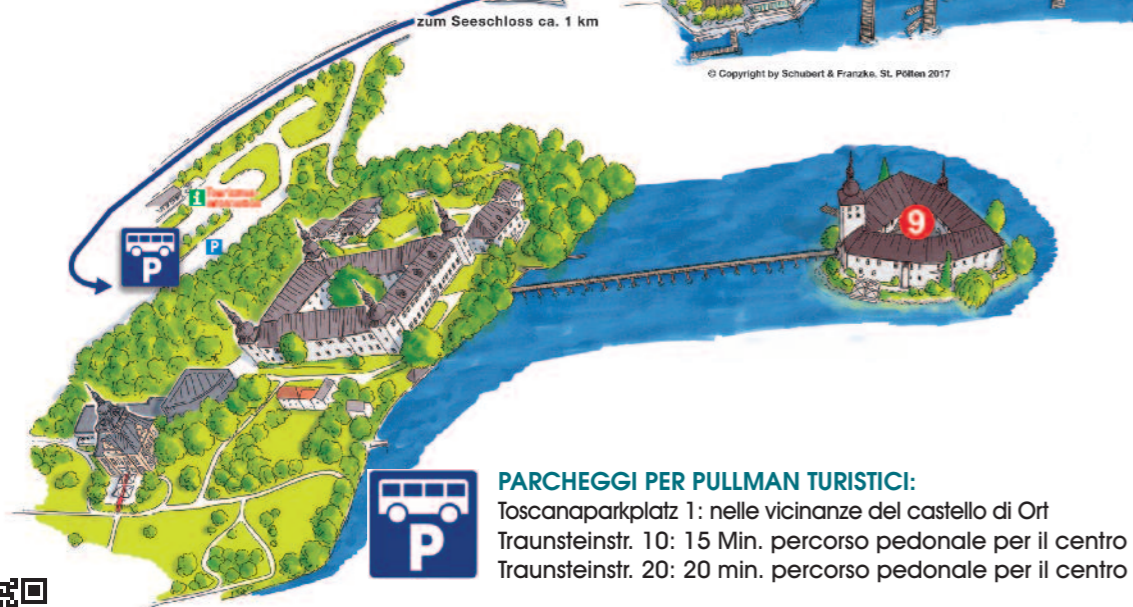 zum Seeschloss ca. 1 km
© Copyright by Schubert & Franzke. St. Pölten 2017
i
P
P
9
PARCHEGGI PER PULLMAN TURISTICI:
Toscanaparkplatz 1: nelle vicinanze del castello di Ort
P
Traunsteinstr. 10: 15 Min. percorso pedonale per il centro
Traunsteinstr. 20: 20 min. percorso pedonale per il centro